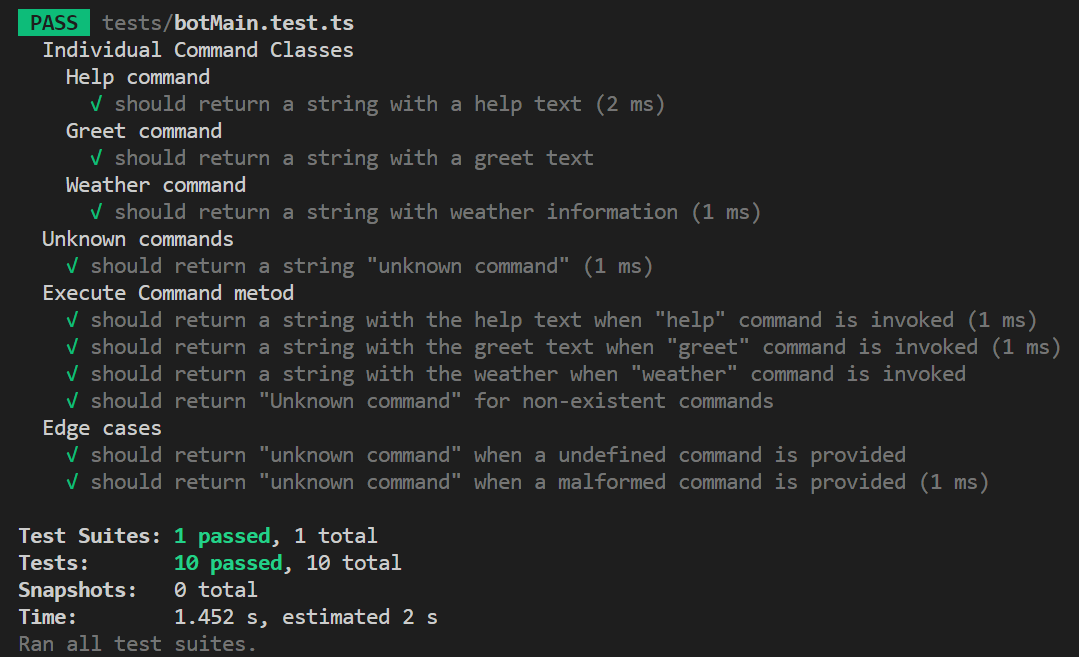 PASS tests/botMain.test.ts
Individual Command Classes
Help command
√ should return a string with a help text (2 ms)
Greet command
√ should return a string with a greet text
Weather command
√ should return a string with weather information (1 ms)
Unknown commands
√ should return a string "unknown command" (1 ms)
Execute Command metod
√ should return a string with the help text when "help" command is invoked (1 ms)
√ should return a string with the greet text when "greet" command is invoked (1 ms)
√ should return a string with the weather when "weather" command is invoked
√ should return "Unknown command" for non-existent commands
Edge cases
√ should return "unknown command" when a undefined command is provided
√ should return "unknown command" when a malformed command is provided (1 ms)
Test Suites: 1 passed, 1 total
Tests: 10 passed, 10 total
Snapshots: 0 total
Time: 1.452 s, estimated 2 s
Ran all test suites.